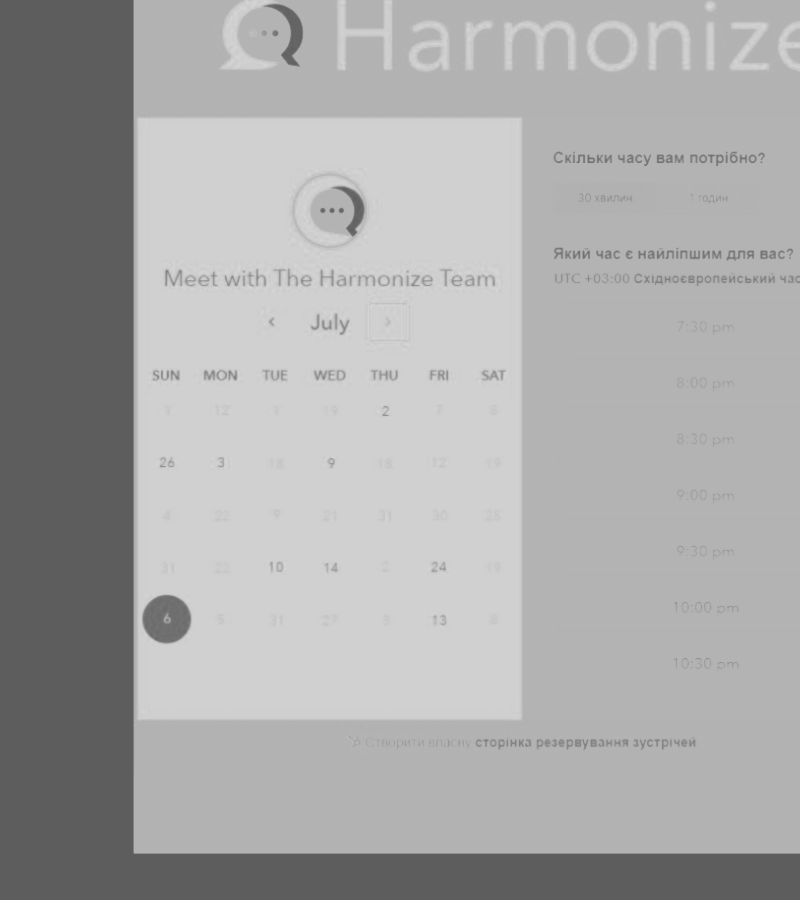 Harmonize
Meet with The Harmonize Team
‹ July ›
SUN MON TUE WED THU FRI SAT
1 12 1 19 2 7 8
26 3 18 9 18 12 19
4 22 9 21 31 30 28
31 22 10 14 2 24 19
6 5 31 27 3 13 8
Скільки часу вам потрібно?
30 хвилин 1 годин
Який час є найліпшим для вас?
UTC +03:00 Східноєвропейський час
7:30 pm
8:00 pm
8:30 pm
9:00 pm
9:30 pm
10:00 pm
10:30 pm
Створити власну сторінка резервування зустрічей